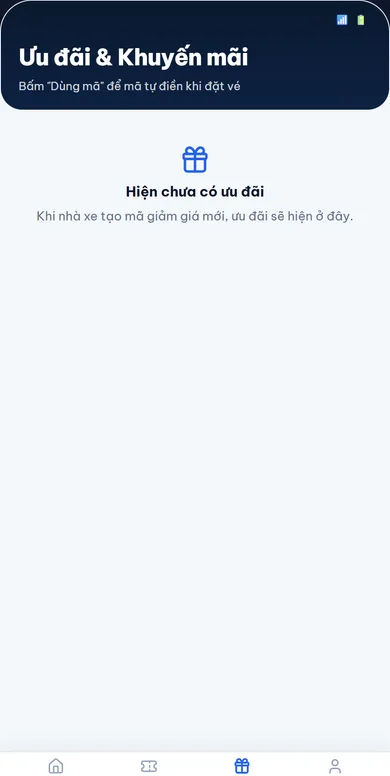 Ưu đãi & Khuyến mãi
Bấm "Dùng mã" để mã tự điền khi đặt vé
Hiện chưa có ưu đãi
Khi nhà xe tạo mã giảm giá mới, ưu đãi sẽ hiện ở đây.